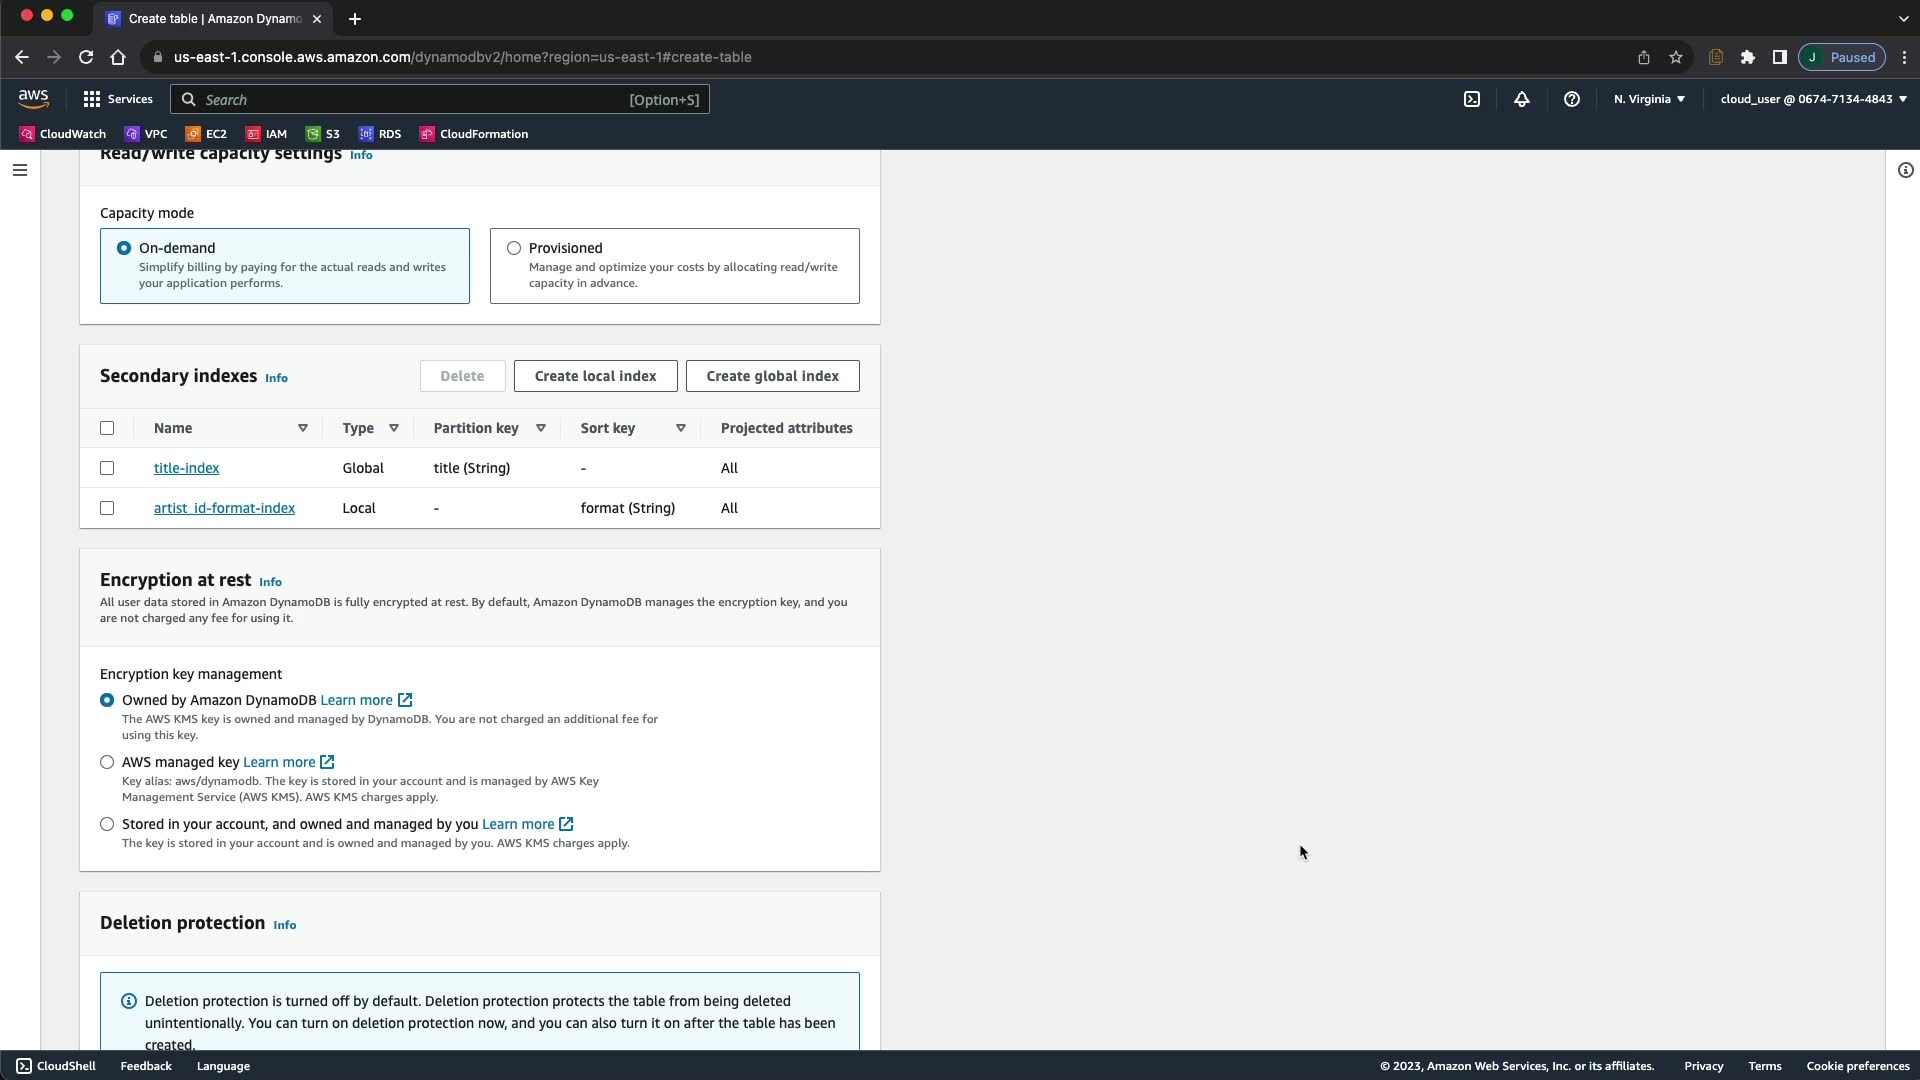 Create table | Amazon Dynamo
us-east-1.console.aws.amazon.com/dynamodbv2/home?region=us-east-1#create-table
J Paused
aws
Services
Search
[Option+S]
N. Virginia
cloud_user @ 0674-7134-4843
CloudWatch
VPC
EC2
IAM
S3
RDS
CloudFormation
Read/write capacity settings Info
Capacity mode
On-demand
Simplify billing by paying for the actual reads and writes
your application performs.
Provisioned
Manage and optimize your costs by allocating read/write
capacity in advance.
Secondary indexes Info
Delete
Create local index
Create global index
Name Type Partition key Sort key Projected attributes
title-index Global title (String) - All
artist_id-format-index Local - format (String) All
Encryption at rest Info
All user data stored in Amazon DynamoDB is fully encrypted at rest. By default, Amazon DynamoDB manages the encryption key, and you
are not charged any fee for using it.
Encryption key management
Owned by Amazon DynamoDB Learn more
The AWS KMS key is owned and managed by DynamoDB. You are not charged an additional fee for
using this key.
AWS managed key Learn more
Key alias: aws/dynamodb. The key is stored in your account and is managed by AWS Key
Management Service (AWS KMS). AWS KMS charges apply.
Stored in your account, and owned and managed by you Learn more
The key is stored in your account and is owned and managed by you. AWS KMS charges apply.
Deletion protection Info
Deletion protection is turned off by default. Deletion protection protects the table from being deleted
unintentionally. You can turn on deletion protection now, and you can also turn it on after the table has been
created.
CloudShell
Feedback
Language
© 2023, Amazon Web Services, Inc. or its affiliates.
Privacy
Terms
Cookie preferences